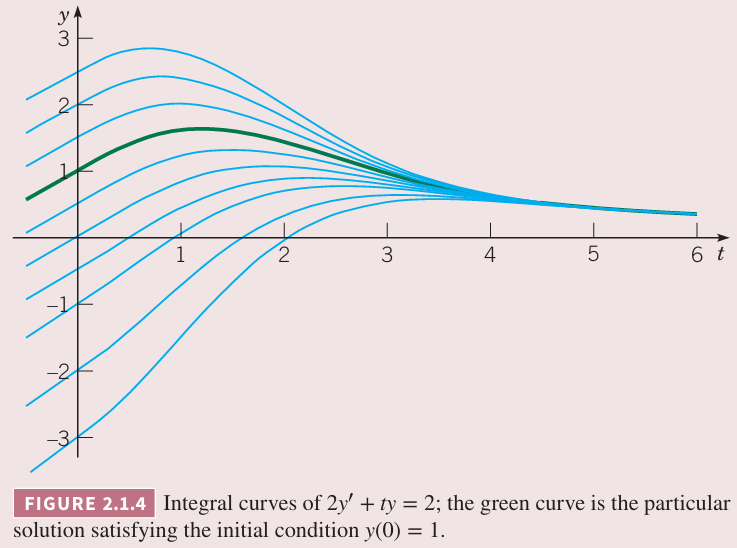 y
3
2
1
1 2 3 4 5 6 t
–1
–2
–3
FIGURE 2.1.4 Integral curves of 2y′ + ty = 2; the green curve is the particular
solution satisfying the initial condition y(0) = 1.